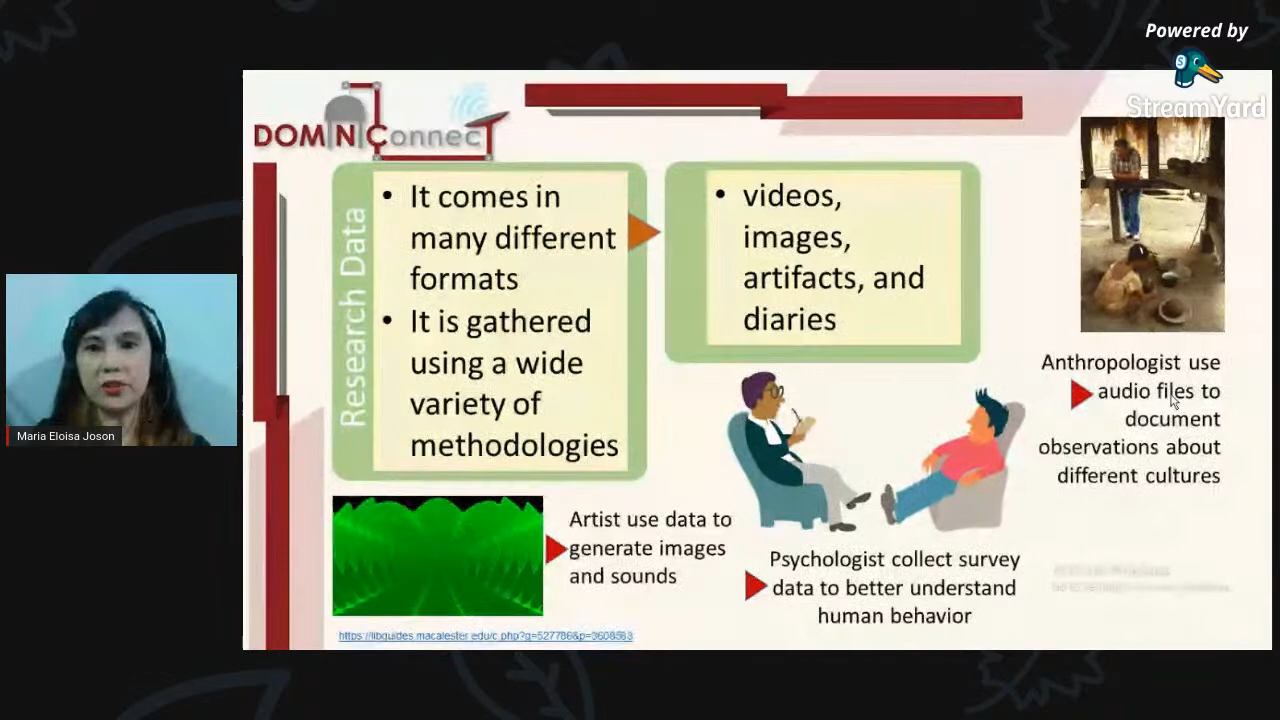 Powered by
StreamYard
DOMINIConnecT
Research Data
• It comes in
many different
formats
• It is gathered
using a wide
variety of
methodologies
• videos,
images,
artifacts, and
diaries
Anthropologist use
audio files to
document
observations about
different cultures
Maria Eloisa Joson
Artist use data to
generate images
and sounds
Psychologist collect survey
data to better understand
human behavior